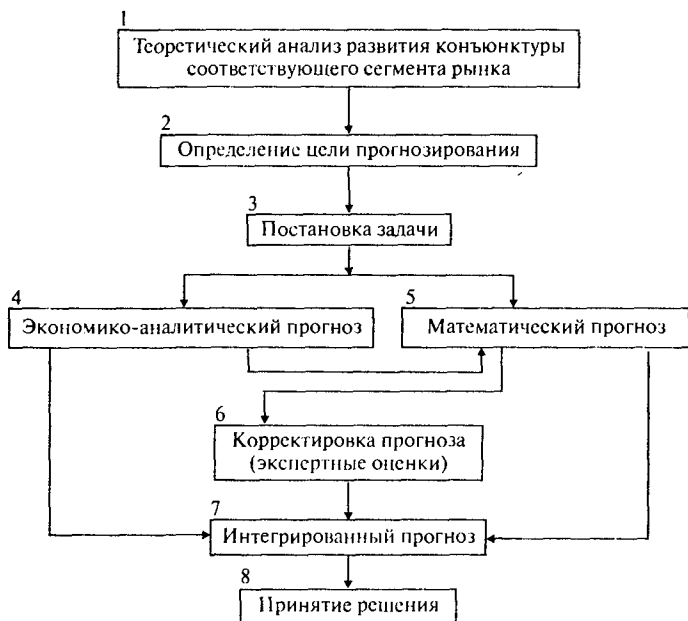 1
Теоретический анализ развития конъюнктуры
соответствующего сегмента рынка
2
Определение цели прогнозирования
3
Постановка задачи
4
Экономико-аналитический прогноз
5
Математический прогноз
6
Корректировка прогноза
(экспертные оценки)
7
Интегрированный прогноз
8
Принятие решения